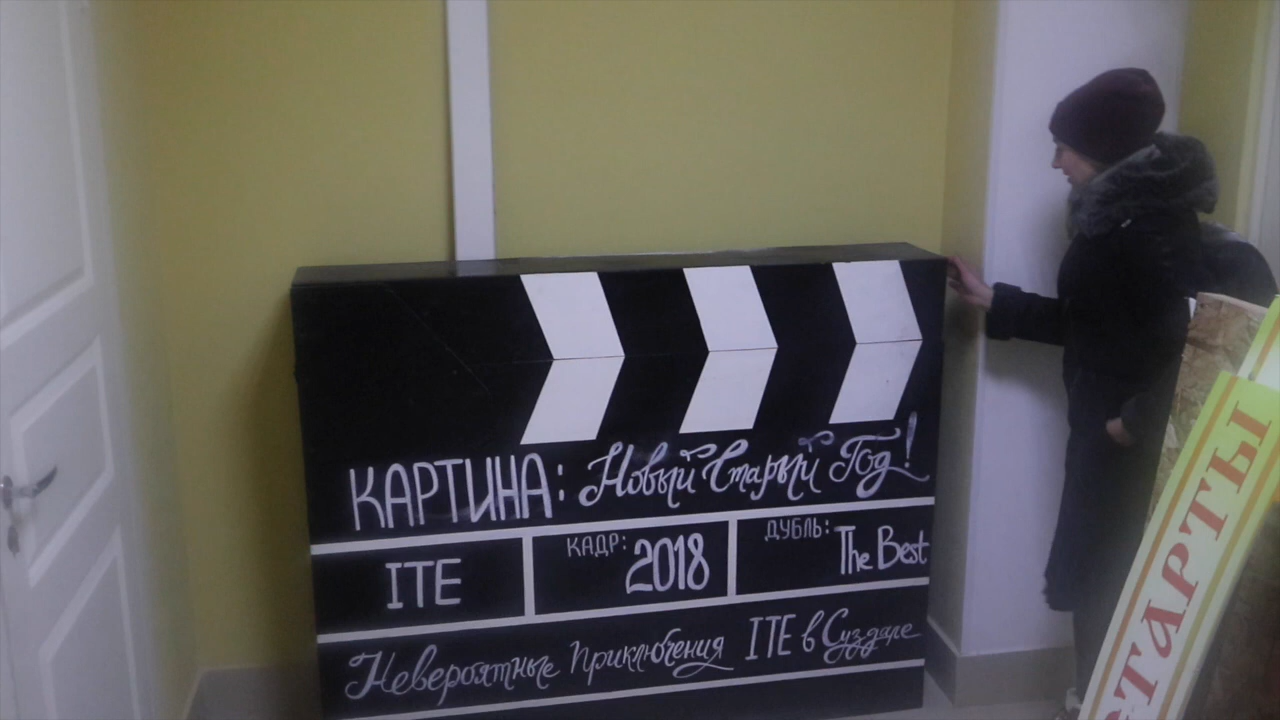 КАРТИНА: Новый Старый Год!
ITE
КАДР: 2018
ДУБЛЬ: The Best
Невероятные Приключения ITE в Суздале
СТАРТЫ